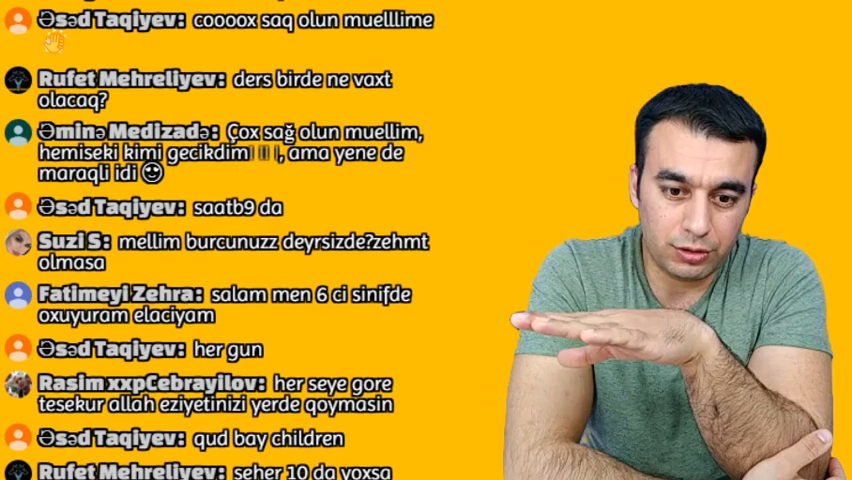 Əsəd Taqiyev: coooox saq olun muelllime
Rufet Mehreliyev: ders birde ne vaxt
olacaq?
Əminə Medizadə: Çox sağ olun muellim,
hemiseki kimi gecikdim , ama yene de
maraqli idi
Əsəd Taqiyev: saatb9 da
Suzi S: mellim burcunuzz deyrsizde?zehmt
olmasa
Fatimeyi Zehra: salam men 6 ci sinifde
oxuyuram elaciyam
Əsəd Taqiyev: her gun
Rasim xxpCebrayilov: her seye gore
tesekur allah eziyetinizi yerde qoymasin
Əsəd Taqiyev: qud bay children
Rufet Mehreliyev: seher 10 da yoxsa